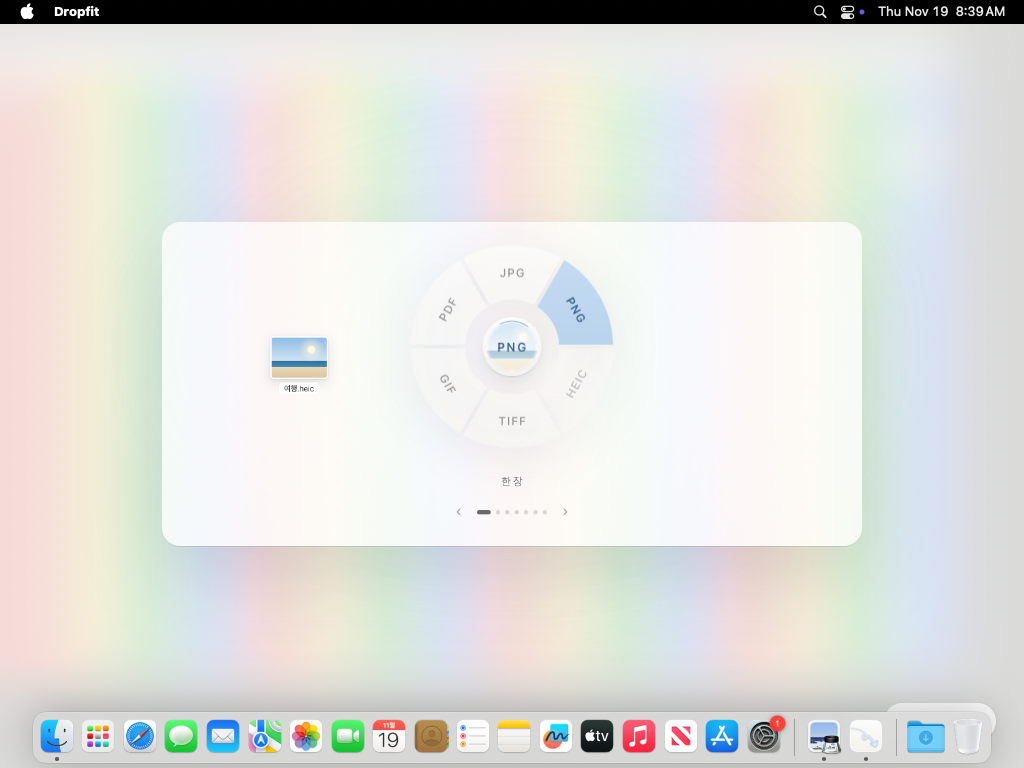 Dropfit
Thu Nov 19 8:39 AM
JPG
PDF
PNG
PNG
여행.heic
GIF
HEIC
TIFF
한 장
11월
19
tv
1